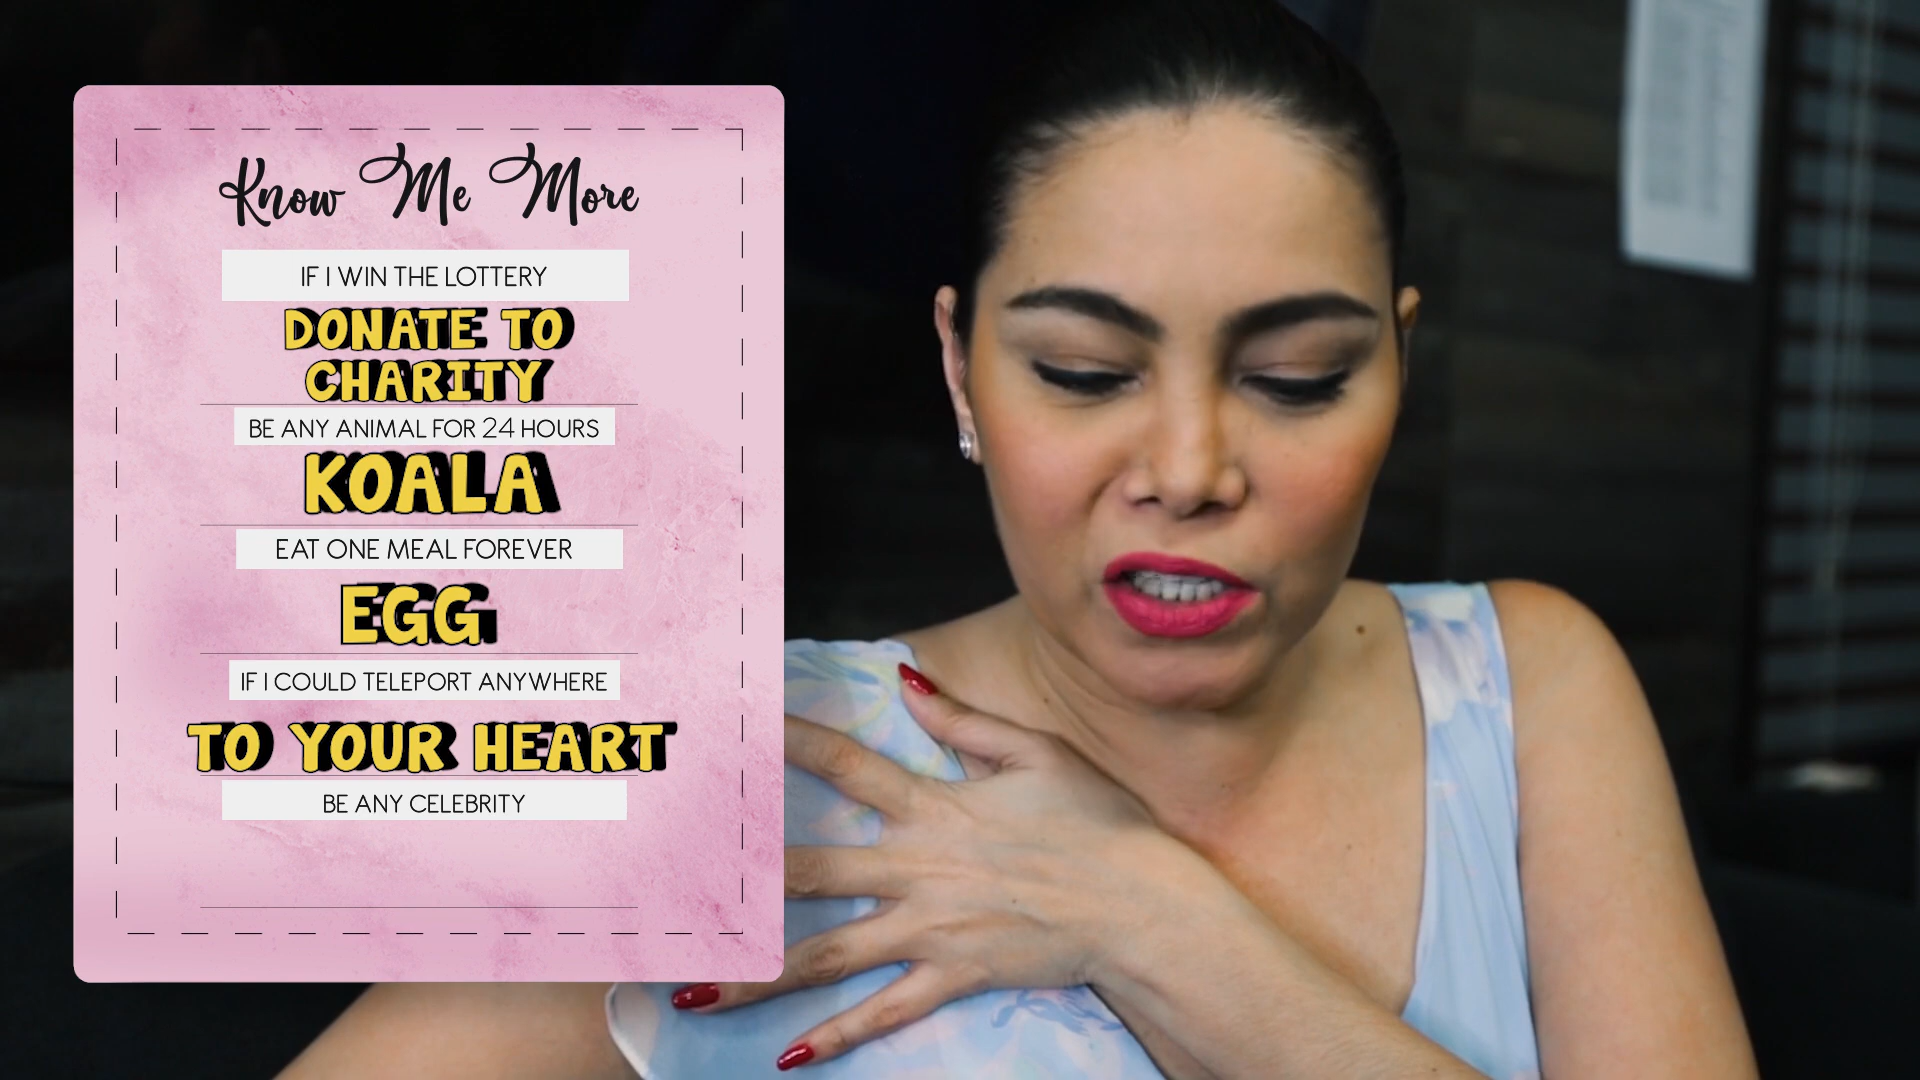 Know Me More
IF I WIN THE LOTTERY
DONATE TO
CHARITY
BE ANY ANIMAL FOR 24 HOURS
KOALA
EAT ONE MEAL FOREVER
EGG
IF I COULD TELEPORT ANYWHERE
TO YOUR HEART
BE ANY CELEBRITY